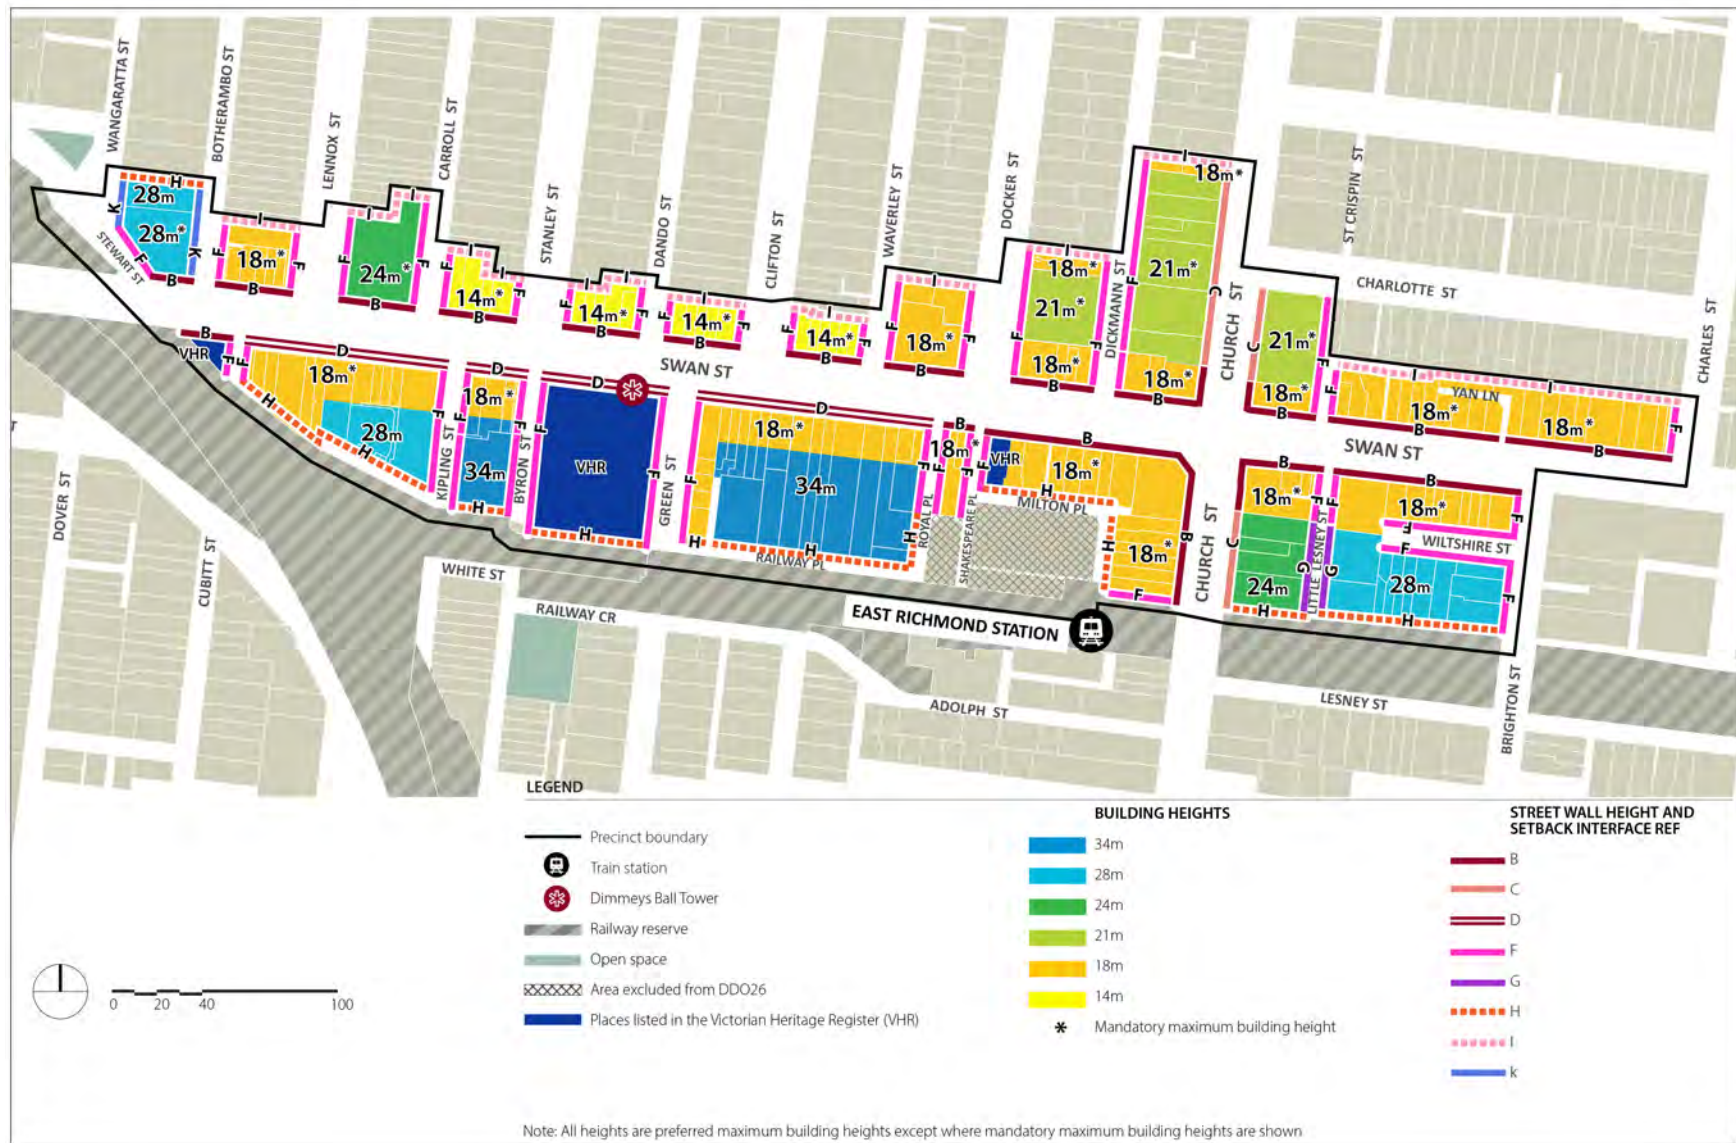 WANGARATTA ST
BOTHERAMBO ST
LENNOX ST
CARROLL ST
STANLEY ST
DANDO ST
CLIFTON ST
WAVERLEY ST
DOCKER ST
DICKMANN ST
CHURCH ST
ST CRISPIN ST
CHARLOTTE ST
CHARLES ST
STEWART ST
H
28m
28m*
K
K
F
B
I
18m*
F
F
B
I
I
24m*
F
F
B
I
I
14m*
F
F
B
I
I
14m*
F
F
B
I
14m*
F
F
B
I
14m*
F
F
B
I
18m*
F
F
B
I
18m*
21m*
18m*
F
F
B
I
18m*
21m*
18m*
F
C
B
C
21m*
18m*
F
B
I
I
YAN LN
F
18m*
18m*
F
B
B
SWAN ST
SWAN ST
B
VHR
F
F
D
18m*
28m
H
H
F
KIPLING ST
D
18m*
34m
F
F
H
BYRON ST
D
VHR
F
F
H
GREEN ST
D
18m*
34m
F
F
H
H
H
RAILWAY PL
ROYAL PL
B
18m*
F
F
SHAKESPEARE PL
F
VHR
B
18m*
H
MILTON PL
H
18m*
B
F
CHURCH ST
B
18m*
C
24m
F
G
H
LITTLE LESNEY ST
F
G
B
18m*
F
F
WILTSHIRE ST
F
28m
F
H
EAST RICHMOND STATION
DOVER ST
CUBITT ST
WHITE ST
RAILWAY CR
ADOLPH ST
LESNEY ST
BRIGHTON ST
LEGEND
Precinct boundary
Train station
Dimmeys Ball Tower
Railway reserve
Open space
Area excluded from DDO26
Places listed in the Victorian Heritage Register (VHR)
BUILDING HEIGHTS
34m
28m
24m
21m
18m
14m
* Mandatory maximum building height
STREET WALL HEIGHT AND
SETBACK INTERFACE REF
B
C
D
F
G
H
I
k
0 20 40 100
Note: All heights are preferred maximum building heights except where mandatory maximum building heights are shown